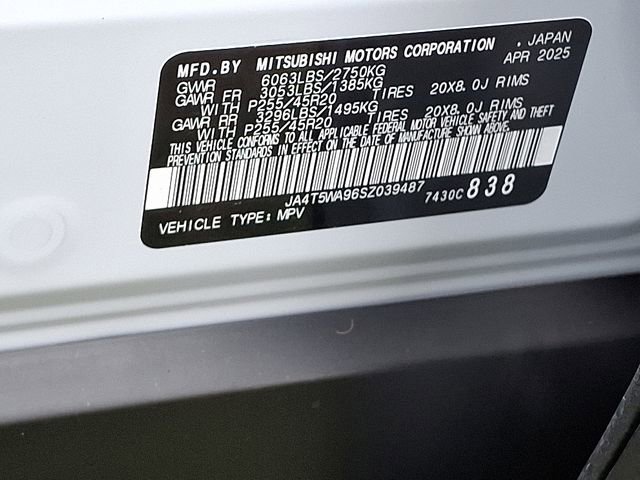 MFD.BY MITSUBISHI MOTORS CORPORATION . JAPAN
GVWR 6063LBS/2750KG APR 2025
GAWR FR 3053LBS/1385KG
WITH P255/45R20 TIRES 20X8.0J RIMS
GAWR RR 3296LBS/1495KG
WITH P255/45R20 TIRES 20X8.0J RIMS
THIS VEHICLE CONFORMS TO ALL APPLICABLE FEDERAL MOTOR VEHICLE SAFETY AND THEFT
PREVENTION STANDARDS IN EFFECT ON THE DATE OF MANUFACTURE SHOWN ABOVE.
JA4T5WA96SZ039487 7430C 838
VEHICLE TYPE: MPV